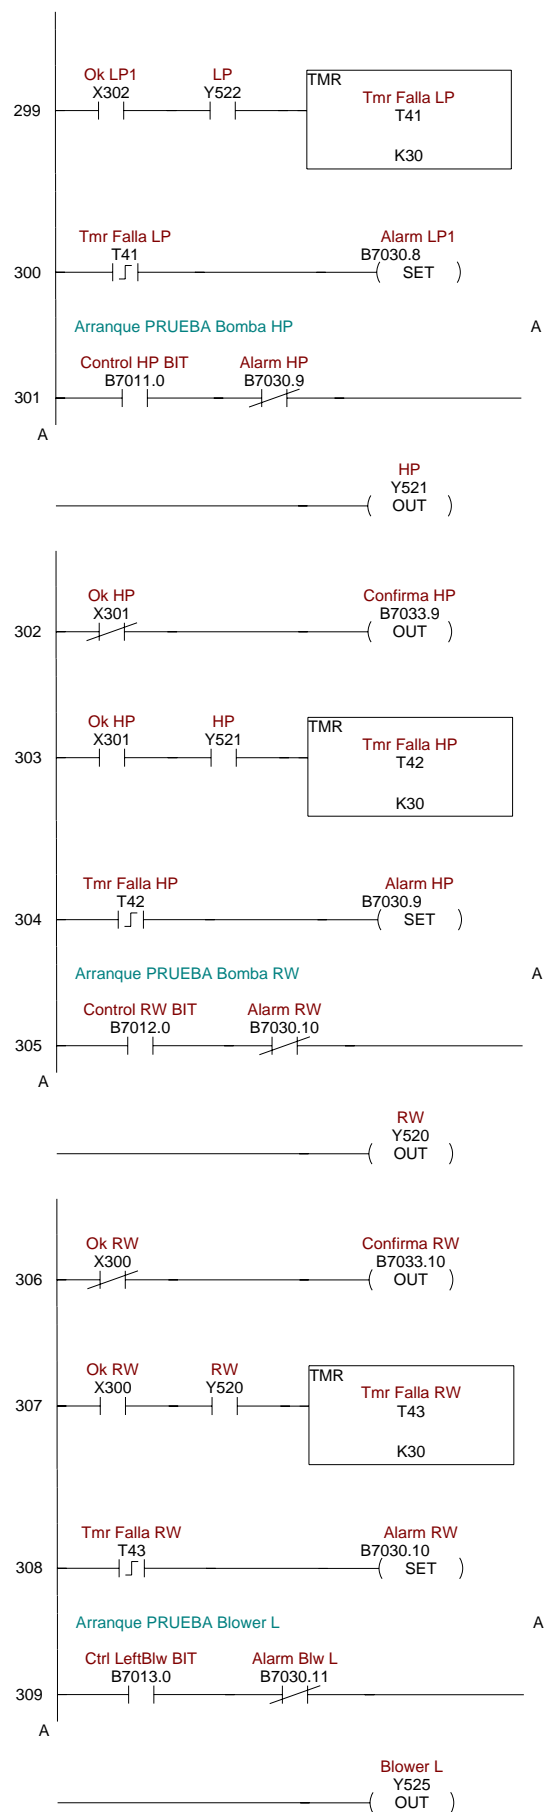 Ok LP1 LP
X302 Y522
TMR
Tmr Falla LP
299 T41
K30
Tmr Falla LP Alarm LP1
T41 B7030.8
300 SET
Arranque PRUEBA Bomba HP A
Control HP BIT Alarm HP
B7011.0 B7030.9
301
A
HP
Y521
OUT
Ok HP Confirma HP
X301 B7033.9
302 OUT
Ok HP HP
X301 Y521
TMR
Tmr Falla HP
303 T42
K30
Tmr Falla HP Alarm HP
T42 B7030.9
304 SET
Arranque PRUEBA Bomba RW A
Control RW BIT Alarm RW
B7012.0 B7030.10
305
A
RW
Y520
OUT
Ok RW Confirma RW
X300 B7033.10
306 OUT
Ok RW RW
X300 Y520
TMR
Tmr Falla RW
307 T43
K30
Tmr Falla RW Alarm RW
T43 B7030.10
308 SET
Arranque PRUEBA Blower L A
Ctrl LeftBlw BIT Alarm Blw L
B7013.0 B7030.11
309
A
Blower L
Y525
OUT